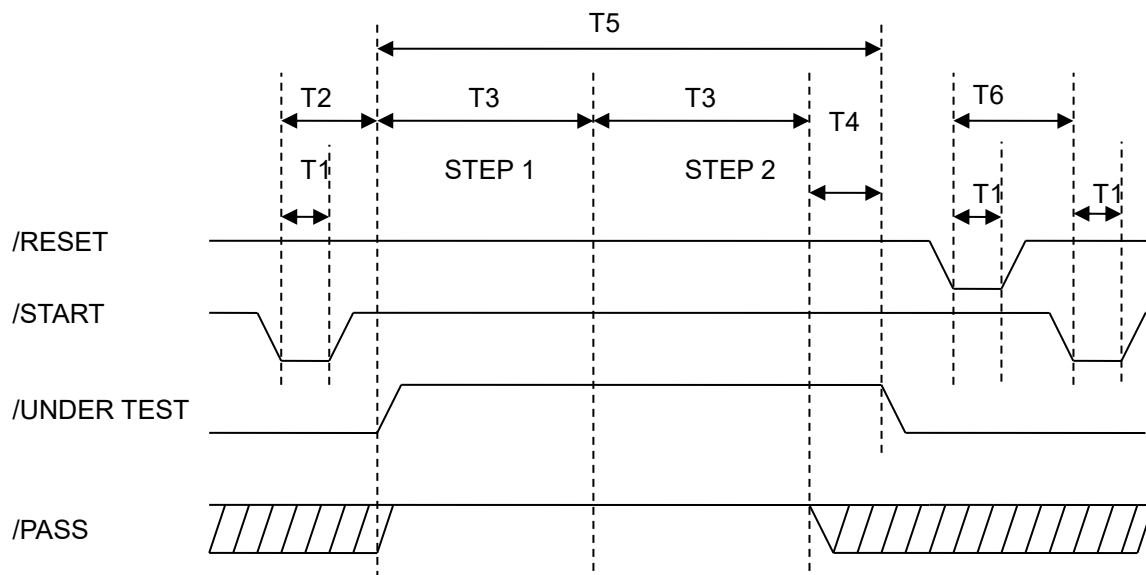 T5
T2 T3 T3 T4 T6
T1 STEP 1 STEP 2 T1 T1
/RESET
/START
/UNDER TEST
/PASS